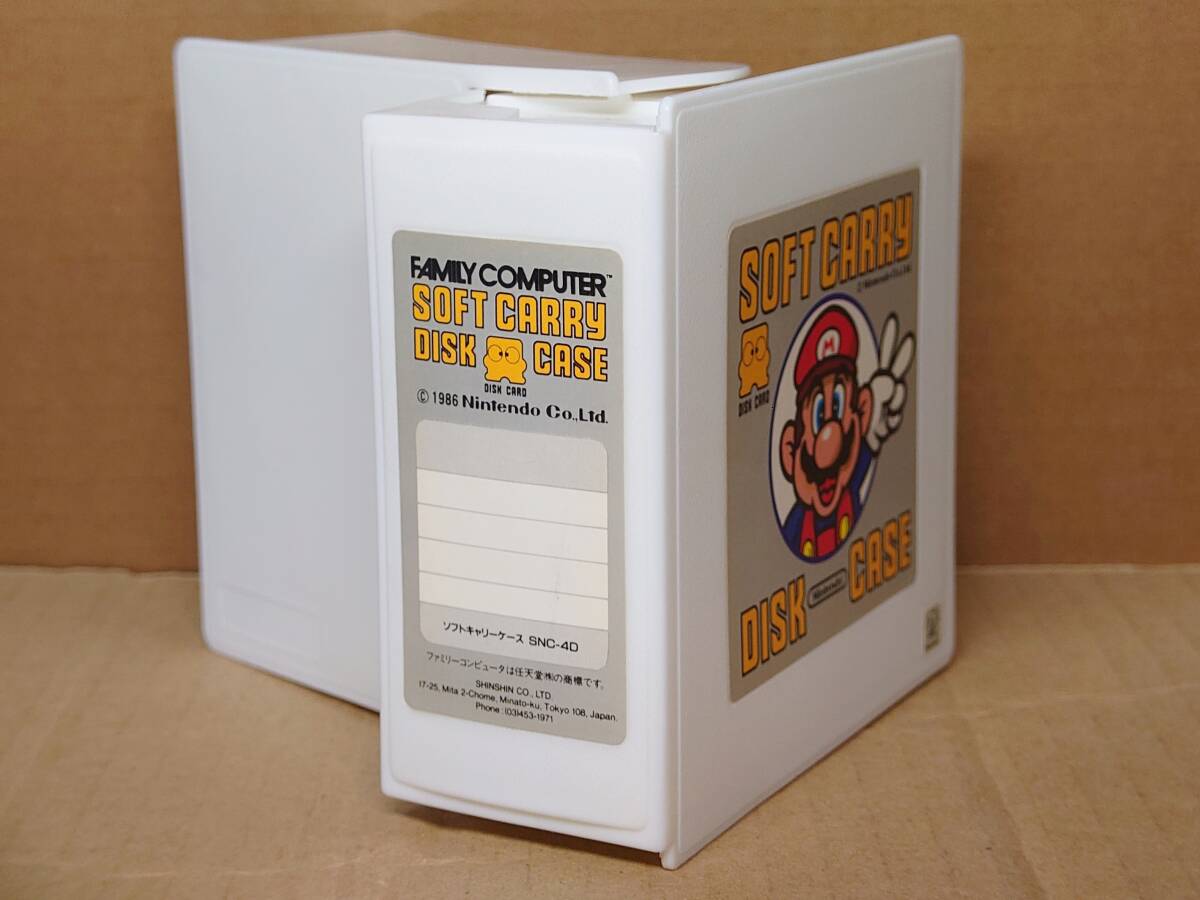 FAMILY COMPUTER™
SOFT CARRY
DISK CASE
DISK CARD
© 1986 Nintendo Co.,Ltd.
ソフトキャリーケース SNC-4D
ファミリーコンピュータは任天堂㈱の商標です。
SHINSHIN CO., LTD.
17-25, Mita 2-Chome, Minato-ku, Tokyo 108, Japan.
Phone: (03)453-1971
SOFT CARRY
© Nintendo Co., Ltd.
M
DISK CARD
DISK Nintendo CASE